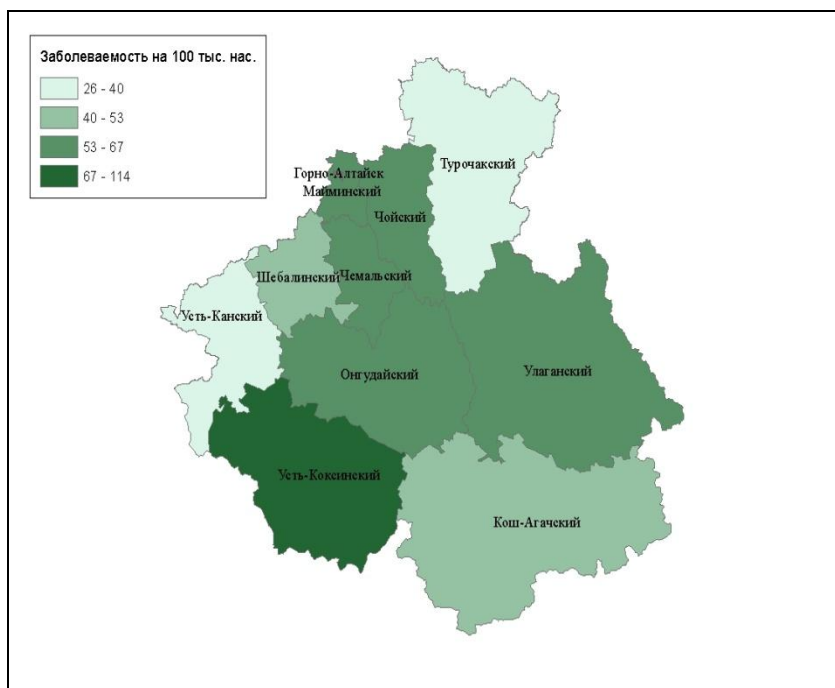 Заболеваемость на 100 тыс. нас.
26 - 40
40 - 53
53 - 67
67 - 114
Турочакский
Горно-Алтайск
Майминский
Чойский
Шебалинский
Чемальский
Усть-Канский
Онгудайский
Улаганский
Усть-Коксинский
Кош-Агачский